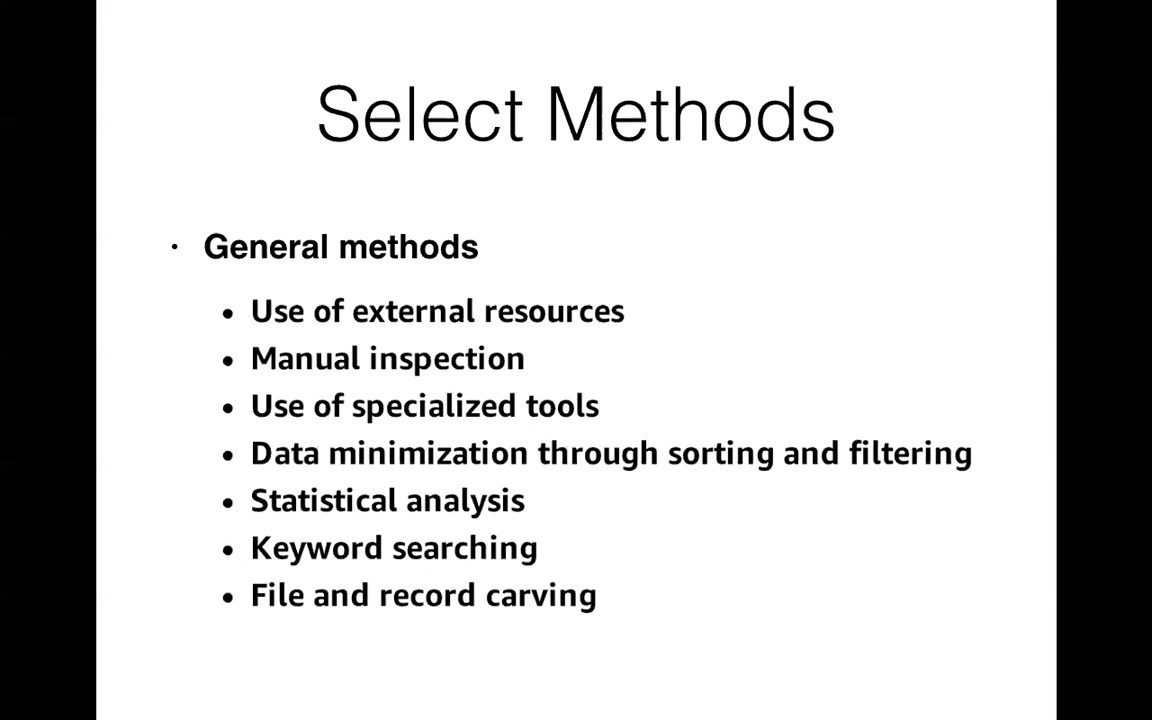 Select Methods
· General methods
• Use of external resources
• Manual inspection
• Use of specialized tools
• Data minimization through sorting and filtering
• Statistical analysis
• Keyword searching
• File and record carving